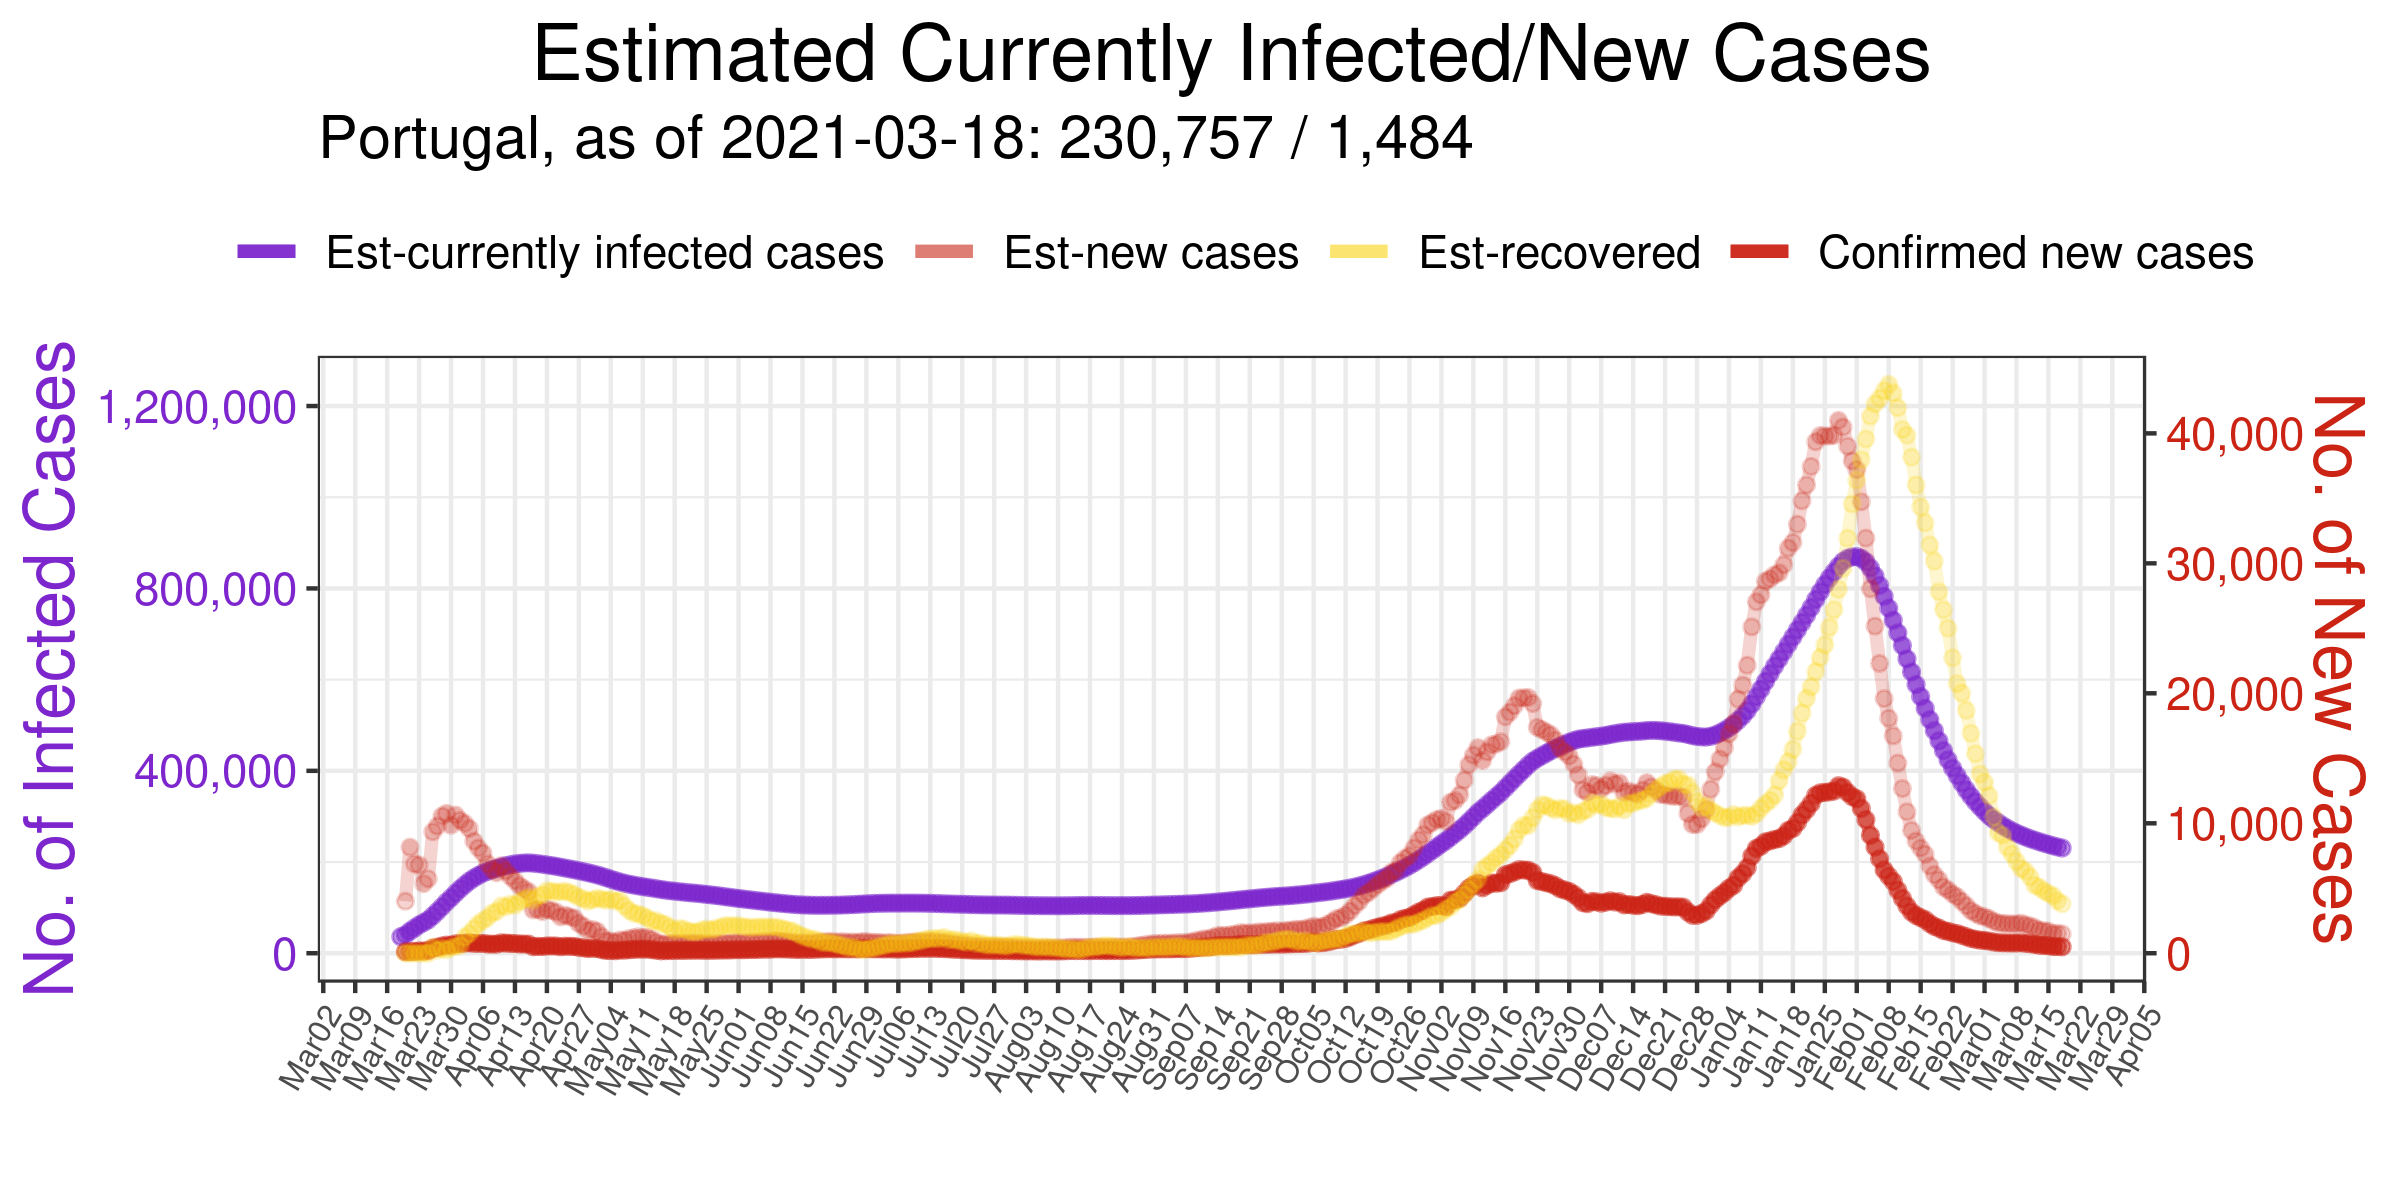 Estimated Currently Infected/New Cases
Portugal, as of 2021-03-18: 230,757 / 1,484
Est-currently infected cases
Est-new cases
Est-recovered
Confirmed new cases
No. of Infected Cases
1,200,000
800,000
400,000
0
40,000
30,000
20,000
10,000
0
No. of New Cases
Mar02
Mar09
Mar16
Mar23
Mar30
Apr06
Apr13
Apr20
Apr27
May04
May11
May18
May25
Jun01
Jun08
Jun15
Jun22
Jun29
Jul06
Jul13
Jul20
Jul27
Aug03
Aug10
Aug17
Aug24
Aug31
Sep07
Sep14
Sep21
Sep28
Oct05
Oct12
Oct19
Oct26
Nov02
Nov09
Nov16
Nov23
Nov30
Dec07
Dec14
Dec21
Dec28
Jan04
Jan11
Jan18
Jan25
Feb01
Feb08
Feb15
Feb22
Mar01
Mar08
Mar15
Mar22
Mar29
Apr05